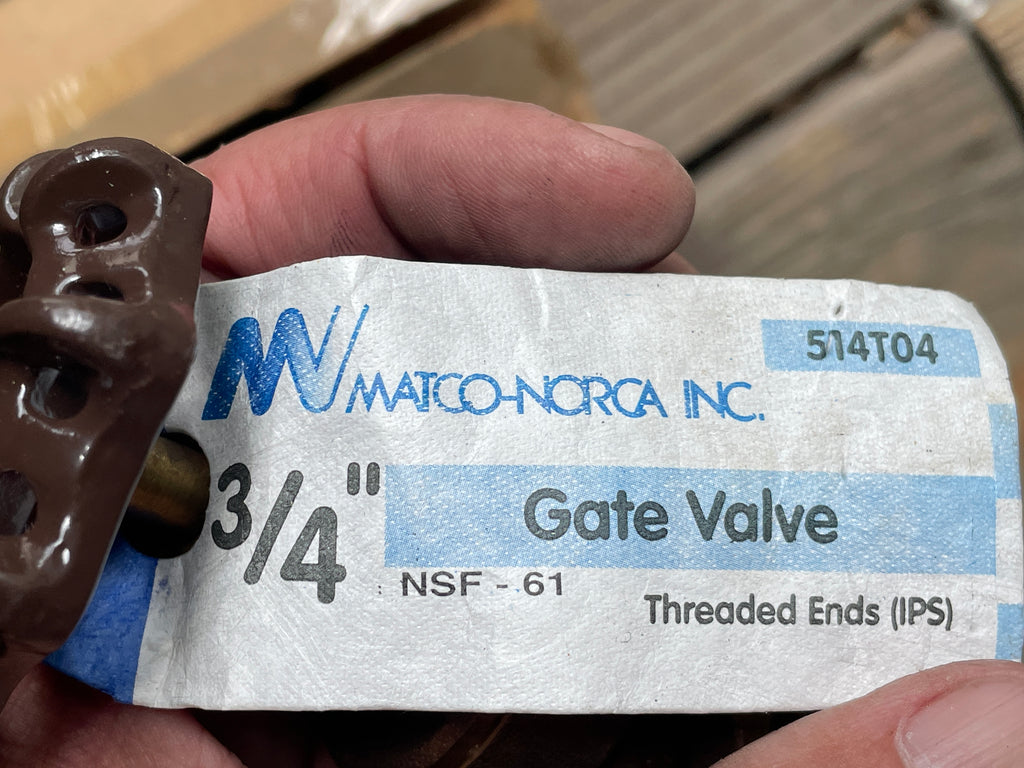 514T04
MATCO-NORCA INC.
3/4" Gate Valve
NSF - 61
Threaded Ends (IPS)